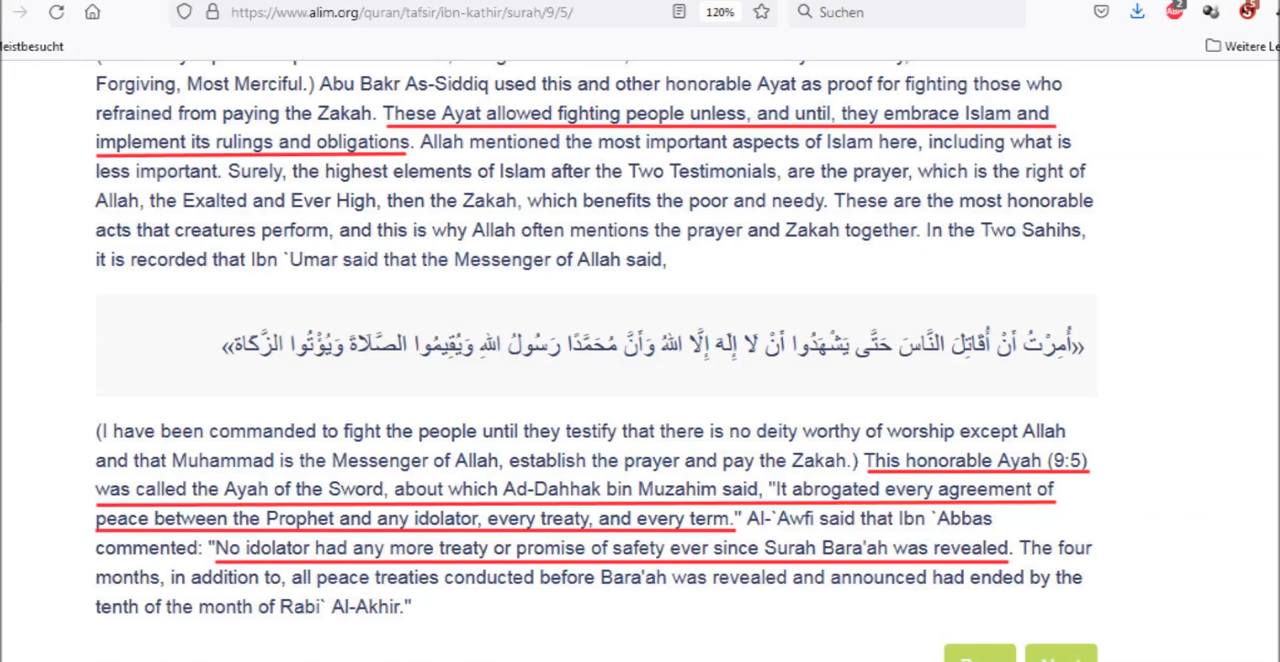 https://www.alim.org/quran/tafsir/ibn-kathir/surah/9/5/
120%
Suchen
2
5
leistbesucht
Weitere Le
Forgiving, Most Merciful.) Abu Bakr As-Siddiq used this and other honorable Ayat as proof for fighting those who
refrained from paying the Zakah. These Ayat allowed fighting people unless, and until, they embrace Islam and
implement its rulings and obligations. Allah mentioned the most important aspects of Islam here, including what is
less important. Surely, the highest elements of Islam after the Two Testimonials, are the prayer, which is the right of
Allah, the Exalted and Ever High, then the Zakah, which benefits the poor and needy. These are the most honorable
acts that creatures perform, and this is why Allah often mentions the prayer and Zakah together. In the Two Sahihs,
it is recorded that Ibn `Umar said that the Messenger of Allah said,
«أُمِرْتُ أَنْ أُقَاتِلَ النَّاسَ حَتَّى يَشْهَدُوا أَنْ لَا إِلَهَ إِلَّا اللهُ وَأَنَّ مُحَمَّدًا رَسُولُ اللهِ وَيُقِيمُوا الصَّلَاةَ وَيُؤْتُوا الزَّكَاة»
(I have been commanded to fight the people until they testify that there is no deity worthy of worship except Allah
and that Muhammad is the Messenger of Allah, establish the prayer and pay the Zakah.) This honorable Ayah (9:5)
was called the Ayah of the Sword, about which Ad-Dahhak bin Muzahim said, "It abrogated every agreement of
peace between the Prophet and any idolator, every treaty, and every term." Al-`Awfi said that Ibn `Abbas
commented: "No idolator had any more treaty or promise of safety ever since Surah Bara'ah was revealed. The four
months, in addition to, all peace treaties conducted before Bara'ah was revealed and announced had ended by the
tenth of the month of Rabi` Al-Akhir."